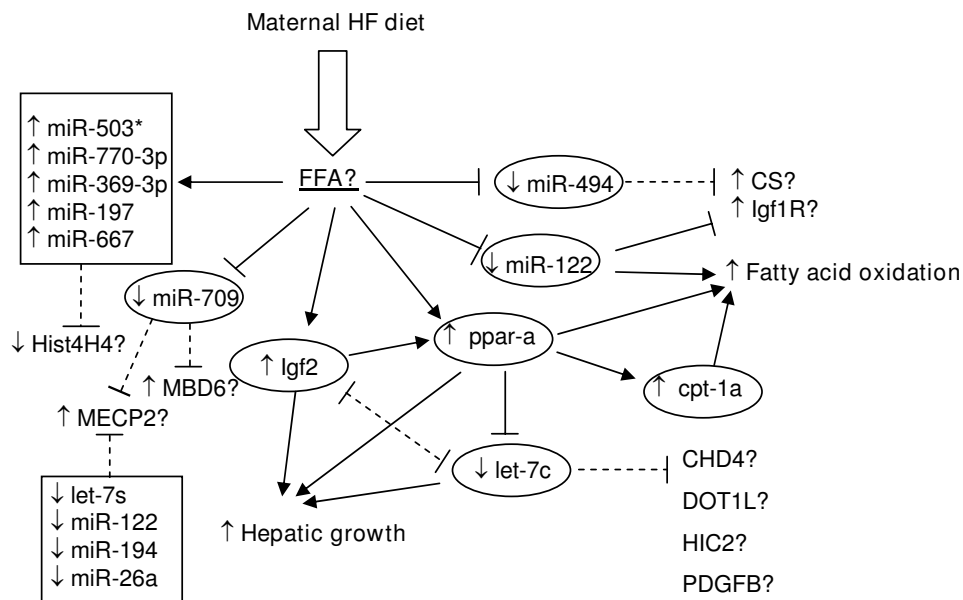 Maternal HF diet
↑ miR-503*
↑ miR-770-3p
↑ miR-369-3p
↑ miR-197
↑ miR-667
FFA?
↓ miR-494
↑ CS?
↑ Igf1R?
↓ miR-122
↑ Fatty acid oxidation
↓ miR-709
↓ Hist4H4?
↑ ppar-a
↑ Igf2
↑ MBD6?
↑ cpt-1a
↑ MECP2?
↓ let-7c
CHD4?
DOT1L?
HIC2?
PDGFB?
↓ let-7s
↓ miR-122
↓ miR-194
↓ miR-26a
↑ Hepatic growth